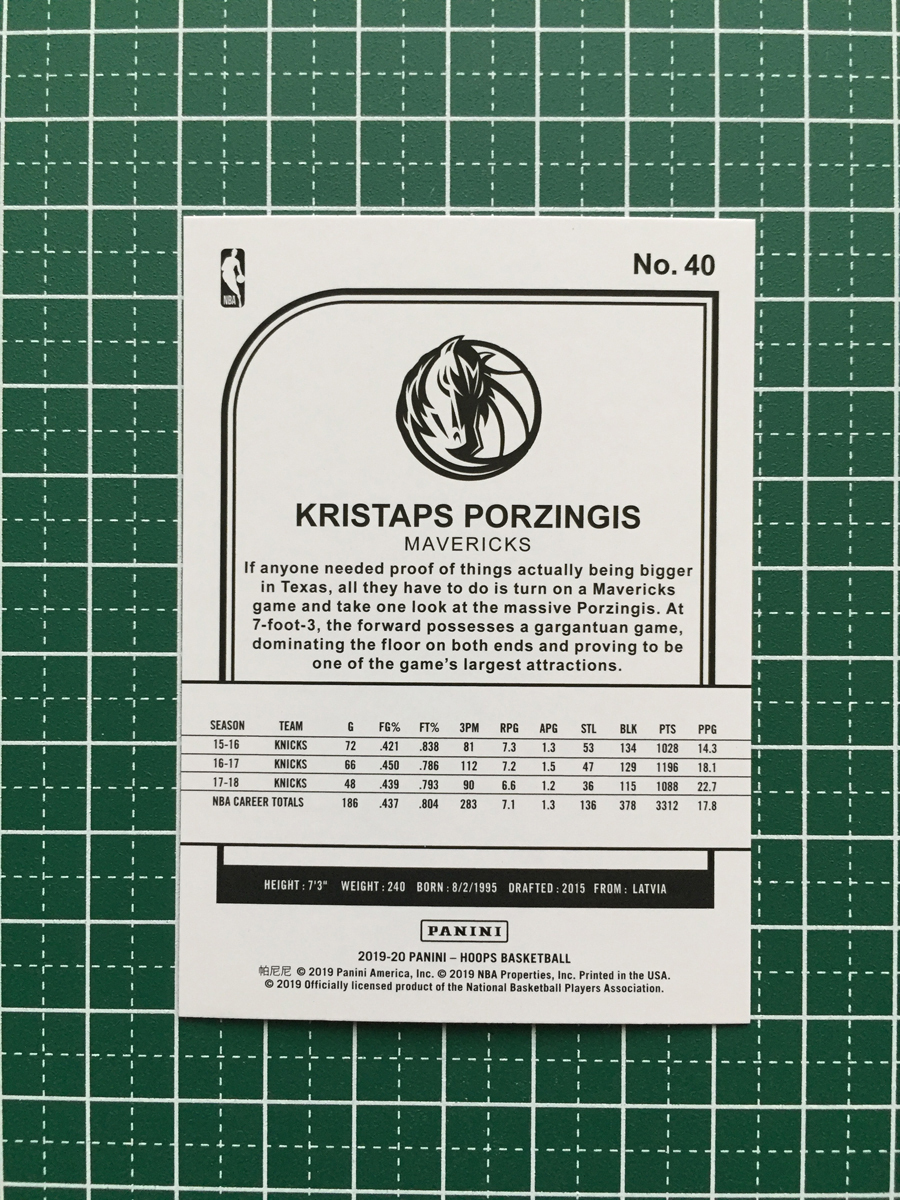 No. 40
NBA
KRISTAPS PORZINGIS
MAVERICKS
If anyone needed proof of things actually being bigger
in Texas, all they have to do is turn on a Mavericks
game and take one look at the massive Porzingis. At
7-foot-3, the forward possesses a gargantuan game,
dominating the floor on both ends and proving to be
one of the game's largest attractions.
SEASON TEAM G FG% FT% 3PM RPG APG STL BLK PTS PPG
15-16 KNICKS 72 .421 .838 81 7.3 1.3 53 134 1028 14.3
16-17 KNICKS 66 .450 .786 112 7.2 1.5 47 129 1196 18.1
17-18 KNICKS 48 .439 .793 90 6.6 1.2 36 115 1088 22.7
NBA CAREER TOTALS 186 .437 .804 283 7.1 1.3 136 378 3312 17.8
HEIGHT: 7'3" WEIGHT: 240 BORN: 8/2/1995 DRAFTED: 2015 FROM: LATVIA
PANINI
2019-20 PANINI – HOOPS BASKETBALL
帕尼尼 © 2019 Panini America, Inc. © 2019 NBA Properties, Inc. Printed in the USA.
© 2019 Officially licensed product of the National Basketball Players Association.